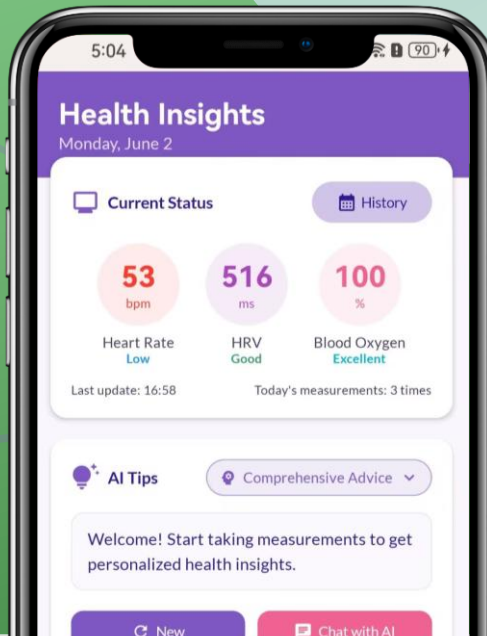 5:04
90
Health Insights
Monday, June 2
Current Status
History
53
bpm
Heart Rate
Low
516
ms
HRV
Good
100
%
Blood Oxygen
Excellent
Last update: 16:58
Today's measurements: 3 times
AI Tips
Comprehensive Advice
Welcome! Start taking measurements to get
personalized health insights.
New
Chat with AI